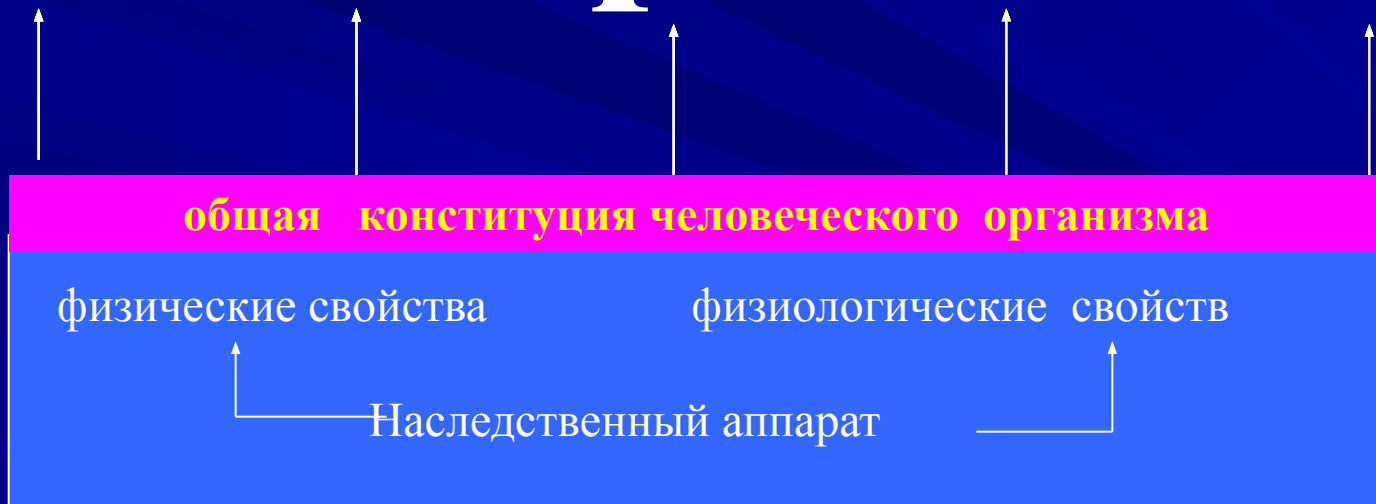 общая конституция человеческого организма
физические свойства физиологические свойств
Наследственный аппарат